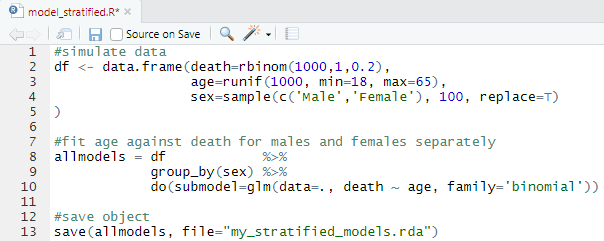 model_stratified.R*
Source on Save
1 #simulate data
2 df <- data.frame(death=rbinom(1000,1,0.2),
3                  age=runif(1000, min=18, max=65),
4                  sex=sample(c('Male','Female'), 100, replace=T)
5 )
6
7 #fit age against death for males and females separately
8 allmodels = df           %>%
9             group_by(sex) %>%
10            do(submodel=glm(data=., death ~ age, family='binomial'))
11
12 #save object
13 save(allmodels, file="my_stratified_models.rda")